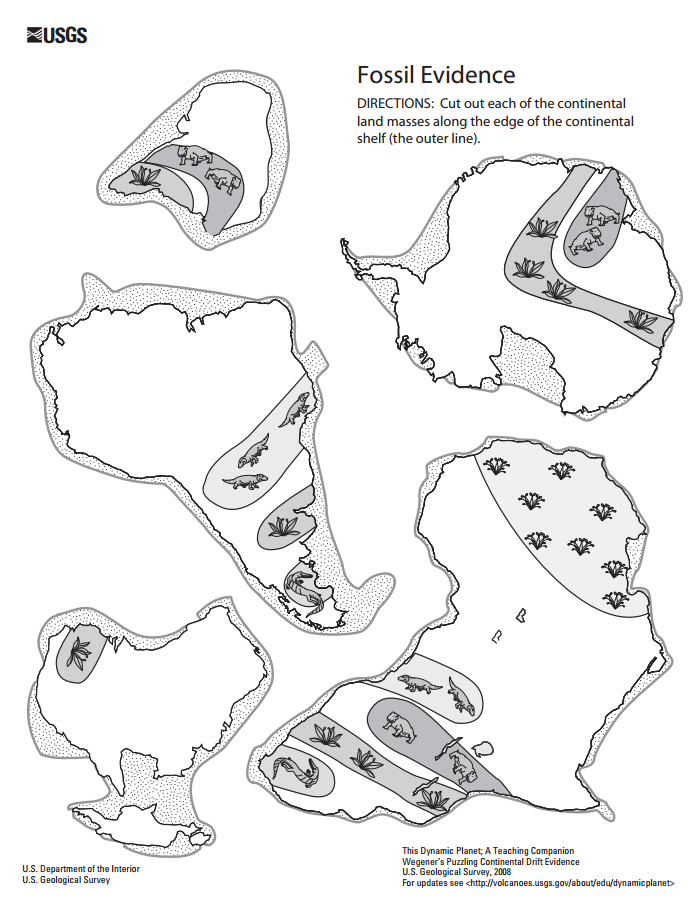 USGS
Fossil Evidence
DIRECTIONS: Cut out each of the continental
land masses along the edge of the continental
shelf (the outer line).
U.S. Department of the Interior
U.S. Geological Survey
This Dynamic Planet; A Teaching Companion
Wegener's Puzzling Continental Drift Evidence
U.S. Geological Survey, 2008
For updates see <http://volcanoes.usgs.gov/about/edu/dynamicplanet>